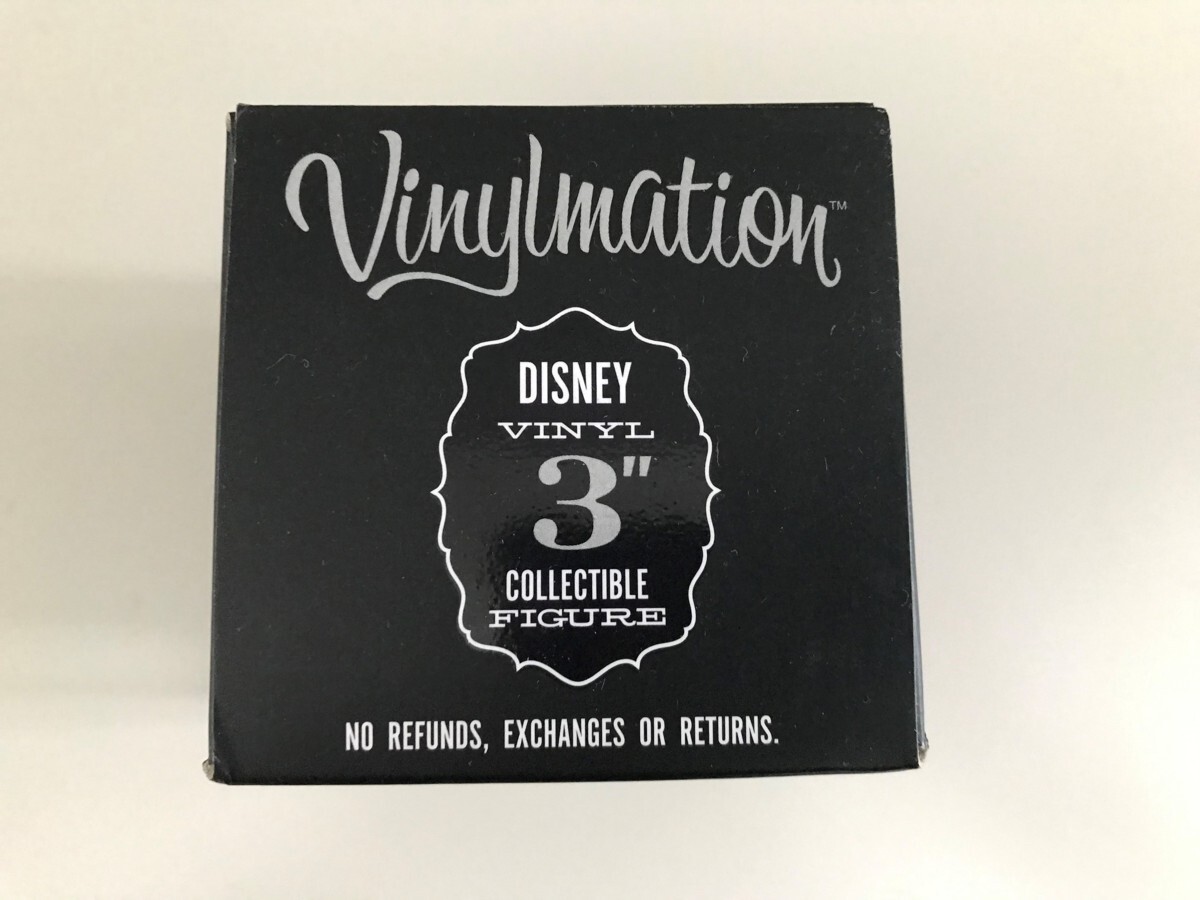 Vinylmation™
DISNEY
VINYL
3"
COLLECTIBLE
FIGURE
NO REFUNDS, EXCHANGES OR RETURNS.